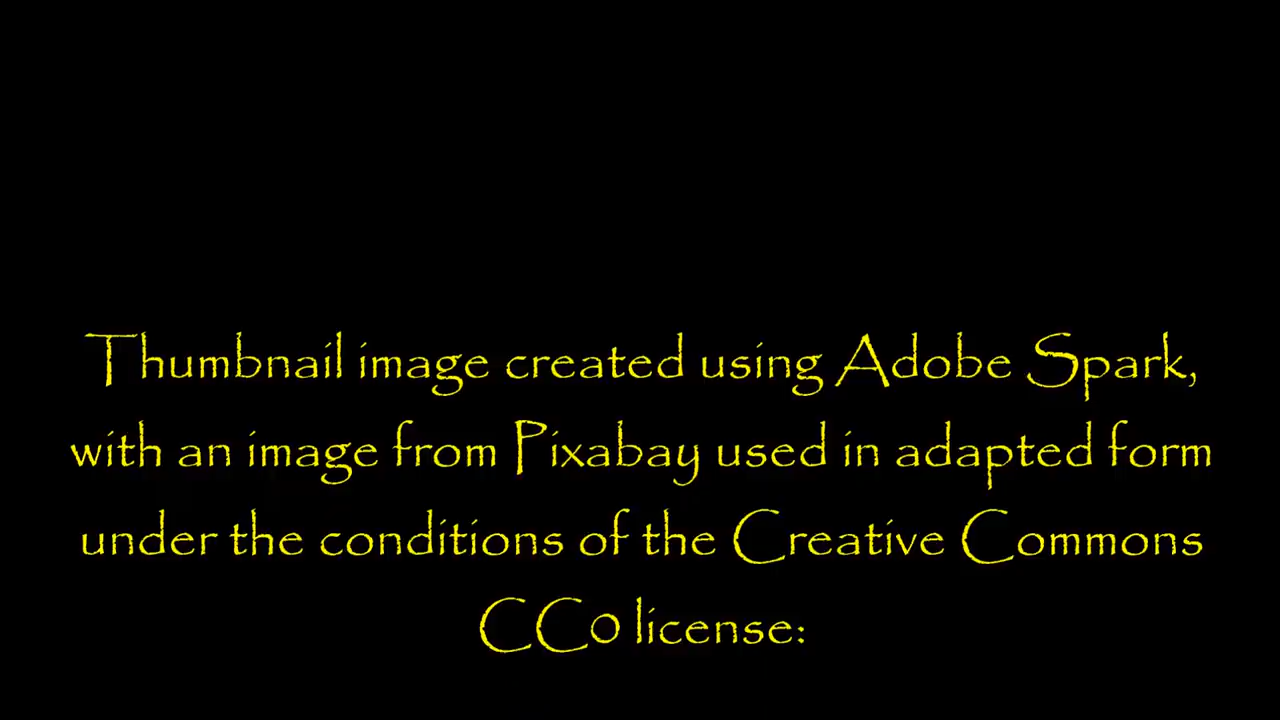 Thumbnail image created using Adobe Spark,
with an image from Pixabay used in adapted form
under the conditions of the Creative Commons
CC0 license: